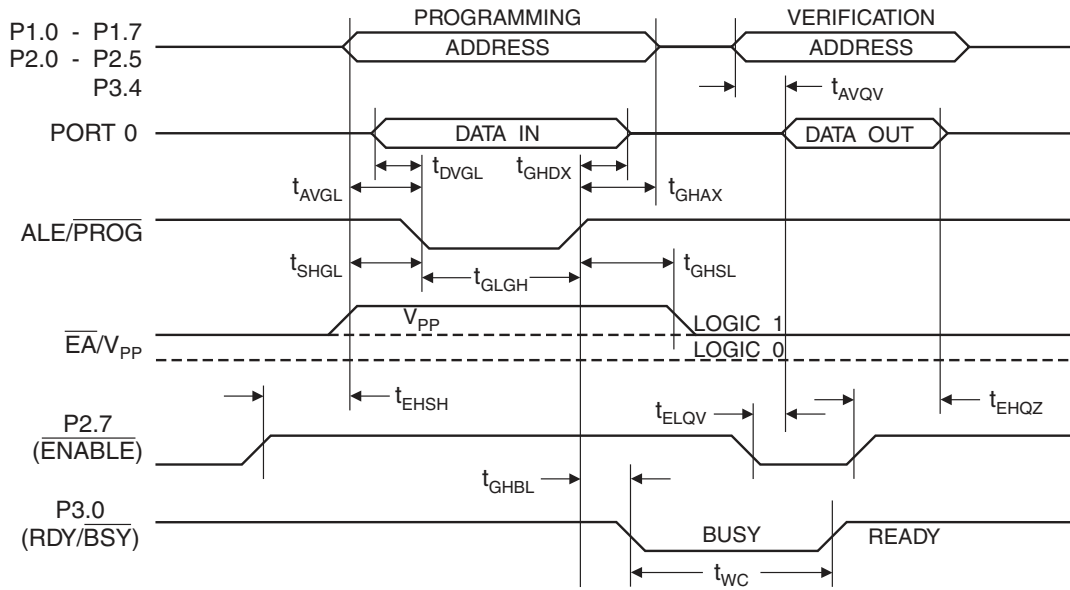 PROGRAMMING
VERIFICATION
P1.0 - P1.7
P2.0 - P2.5
P3.4
ADDRESS
ADDRESS
tAVQV
PORT 0
DATA IN
DATA OUT
tDVGL
tGHDX
tAVGL
tGHAX
ALE/PROG
tSHGL
tGLGH
tGHSL
VPP
LOGIC 1
EA/VPP
LOGIC 0
tEHSH
tELQV
tEHQZ
P2.7
(ENABLE)
tGHBL
P3.0
(RDY/BSY)
BUSY
READY
tWC